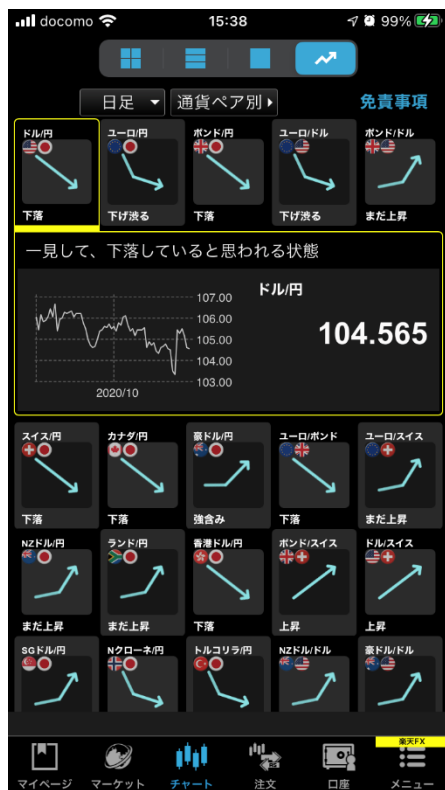 docomo 15:38 99%
日足 通貨ペア別 免責事項
ドル/円 ユーロ/円 ポンド/円 ユーロ/ドル ポンド/ドル
下落 下げ渋る 下落 下げ渋る まだ上昇
一見して、下落していると思われる状態
ドル/円
104.565
107.00
106.00
105.00
104.00
103.00
2020/10
スイス/円 カナダ/円 豪ドル/円 ユーロ/ポンド ユーロ/スイス
下落 下落 強含み 下落 まだ上昇
NZドル/円 ランド/円 香港ドル/円 ポンド/スイス ドル/スイス
まだ上昇 まだ上昇 下落 上昇 上昇
SGドル/円 Nクローネ/円 トルコリラ/円 NZドル/ドル 豪ドル/ドル
楽天FX
マイページ マーケット チャート 注文 口座 メニュー